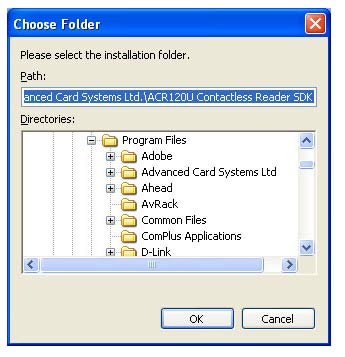 Choose Folder
Please select the installation folder.
Path:
anced Card Systems Ltd.\ACR120U Contactless Reader SDK
Directories:
Program Files
Adobe
Advanced Card Systems Ltd
Ahead
AvRack
Common Files
ComPlus Applications
D-Link
OK
Cancel